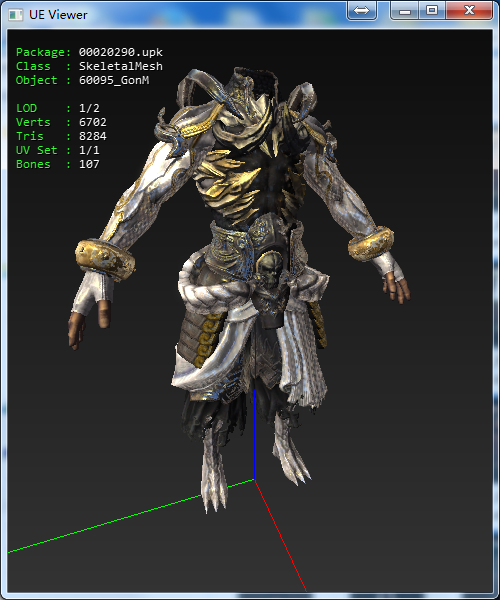 UE Viewer
Package: 00020290.upk
Class  : SkeletalMesh
Object : 60095_GonM
LOD    : 1/2
Verts  : 6702
Tris   : 8284
UV Set : 1/1
Bones  : 107